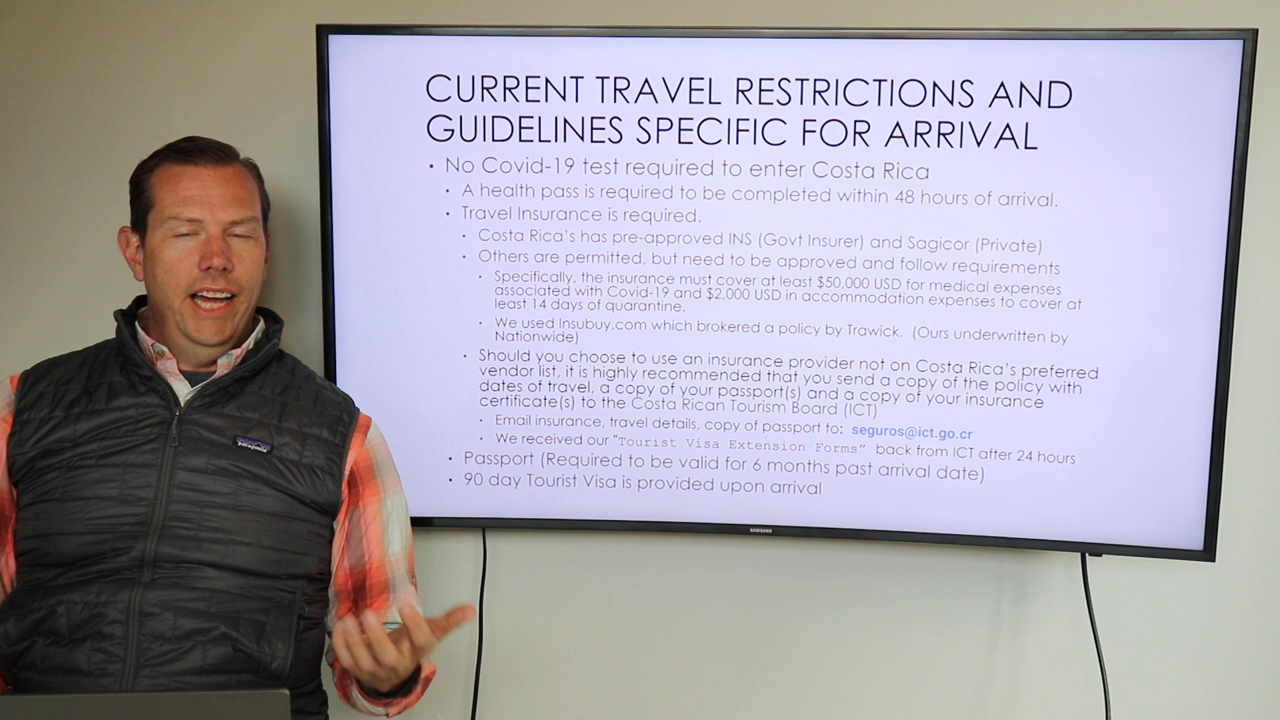 CURRENT TRAVEL RESTRICTIONS AND
GUIDELINES SPECIFIC FOR ARRIVAL
• No Covid-19 test required to enter Costa Rica
• A health pass is required to be completed within 48 hours of arrival.
• Travel Insurance is required.
• Costa Rica's has pre-approved INS (Govt Insurer) and Sagicor (Private)
• Others are permitted, but need to be approved and follow requirements
• Specifically, the insurance must cover at least $50,000 USD for medical expenses
associated with Covid-19 and $2,000 USD in accommodation expenses to cover at
least 14 days of quarantine.
• We used Insubuy.com which brokered a policy by Trawick. (Ours underwritten by
Nationwide)
• Should you choose to use an insurance provider not on Costa Rica's preferred
vendor list, it is highly recommended that you send a copy of the policy with
dates of travel, a copy of your passport(s) and a copy of your insurance
certificate(s) to the Costa Rican Tourism Board (ICT)
• Email insurance, travel details, copy of passport to: seguros@ict.go.cr
• We received our "Tourist Visa Extension Forms" back from ICT after 24 hours
• Passport (Required to be valid for 6 months past arrival date)
• 90 day Tourist Visa is provided upon arrival
SAMSUNG
patagonia